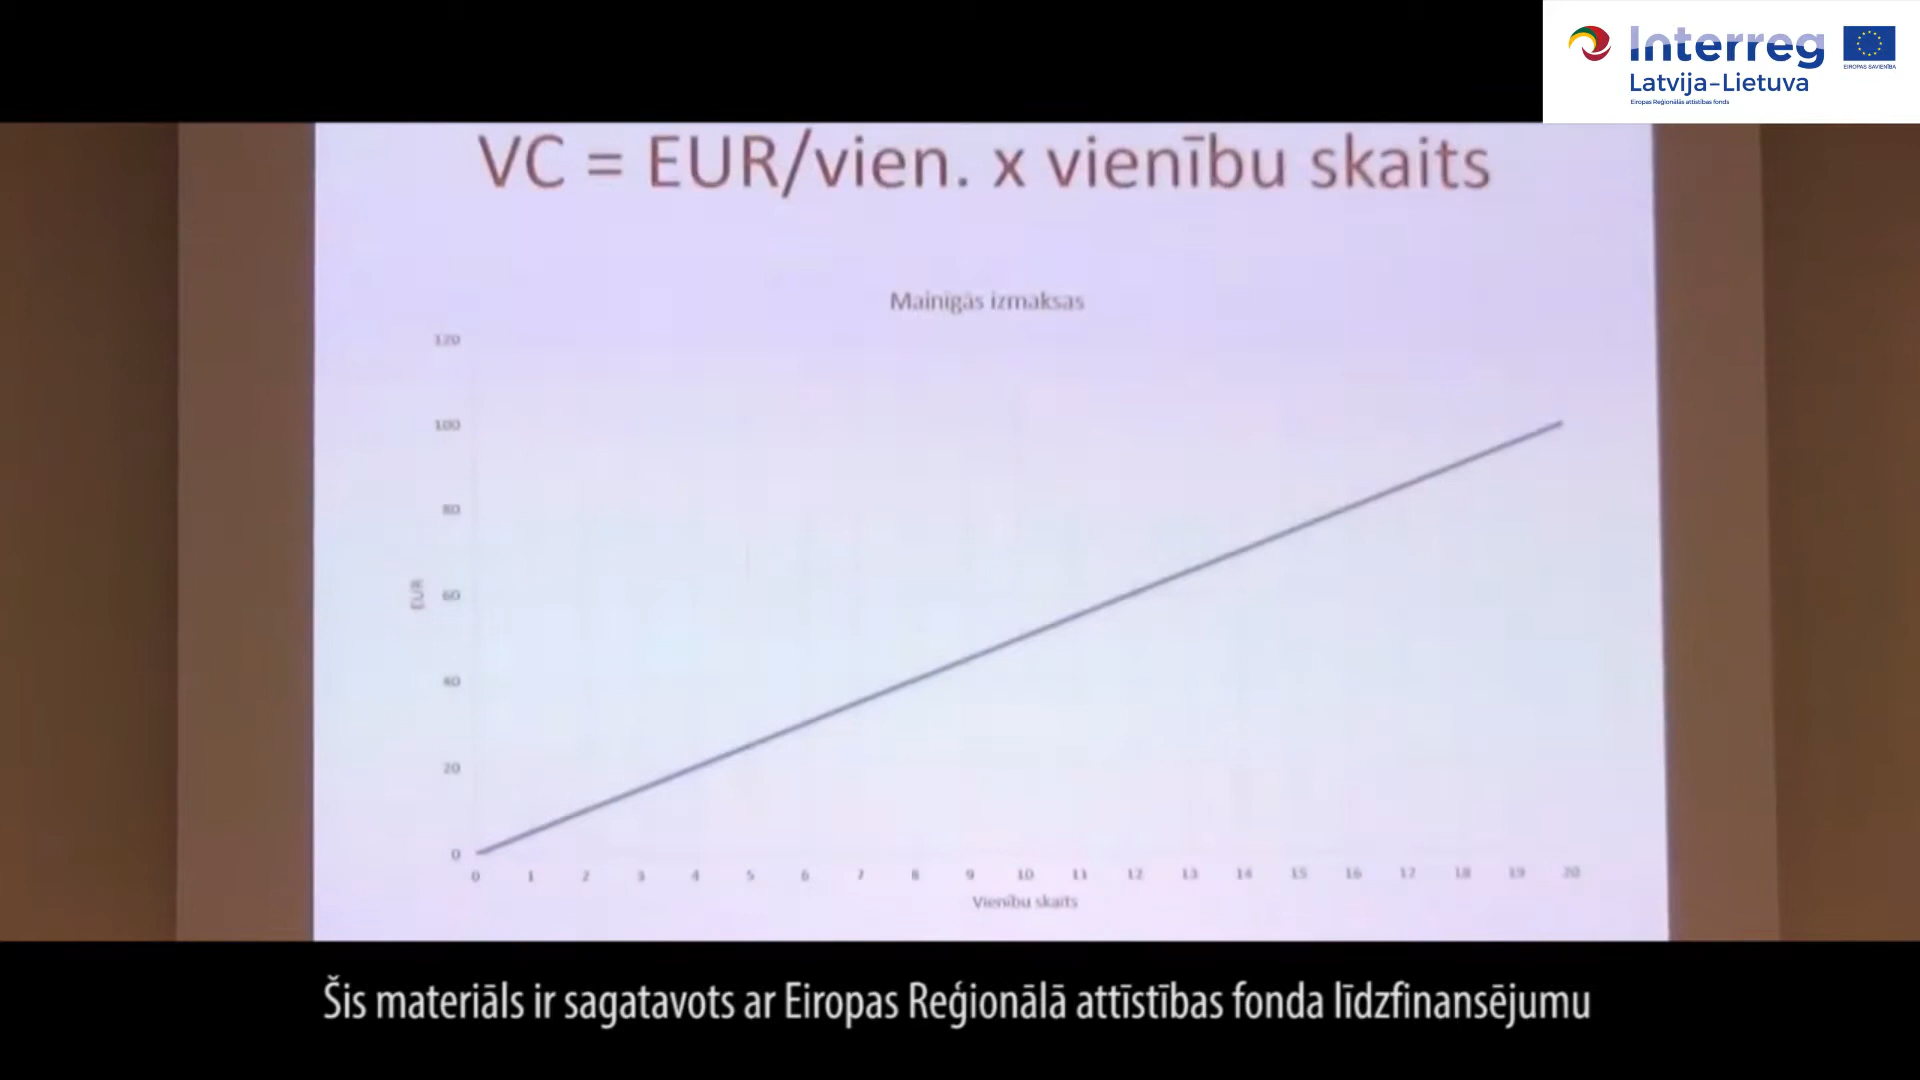 Interreg
Latvija–Lietuva
Eiropas Reģionālās attīstības fonds
EIROPAS SAVIENĪBA
VC = EUR/vien. x vienību skaits
Mainīgās izmaksas
120
100
80
60
40
20
0
EUR
0 1 2 3 4 5 6 7 8 9 10 11 12 13 14 15 16 17 18 19 20
Vienību skaits
Šis materiāls ir sagatavots ar Eiropas Reģionālā attīstības fonda līdzfinansējumu